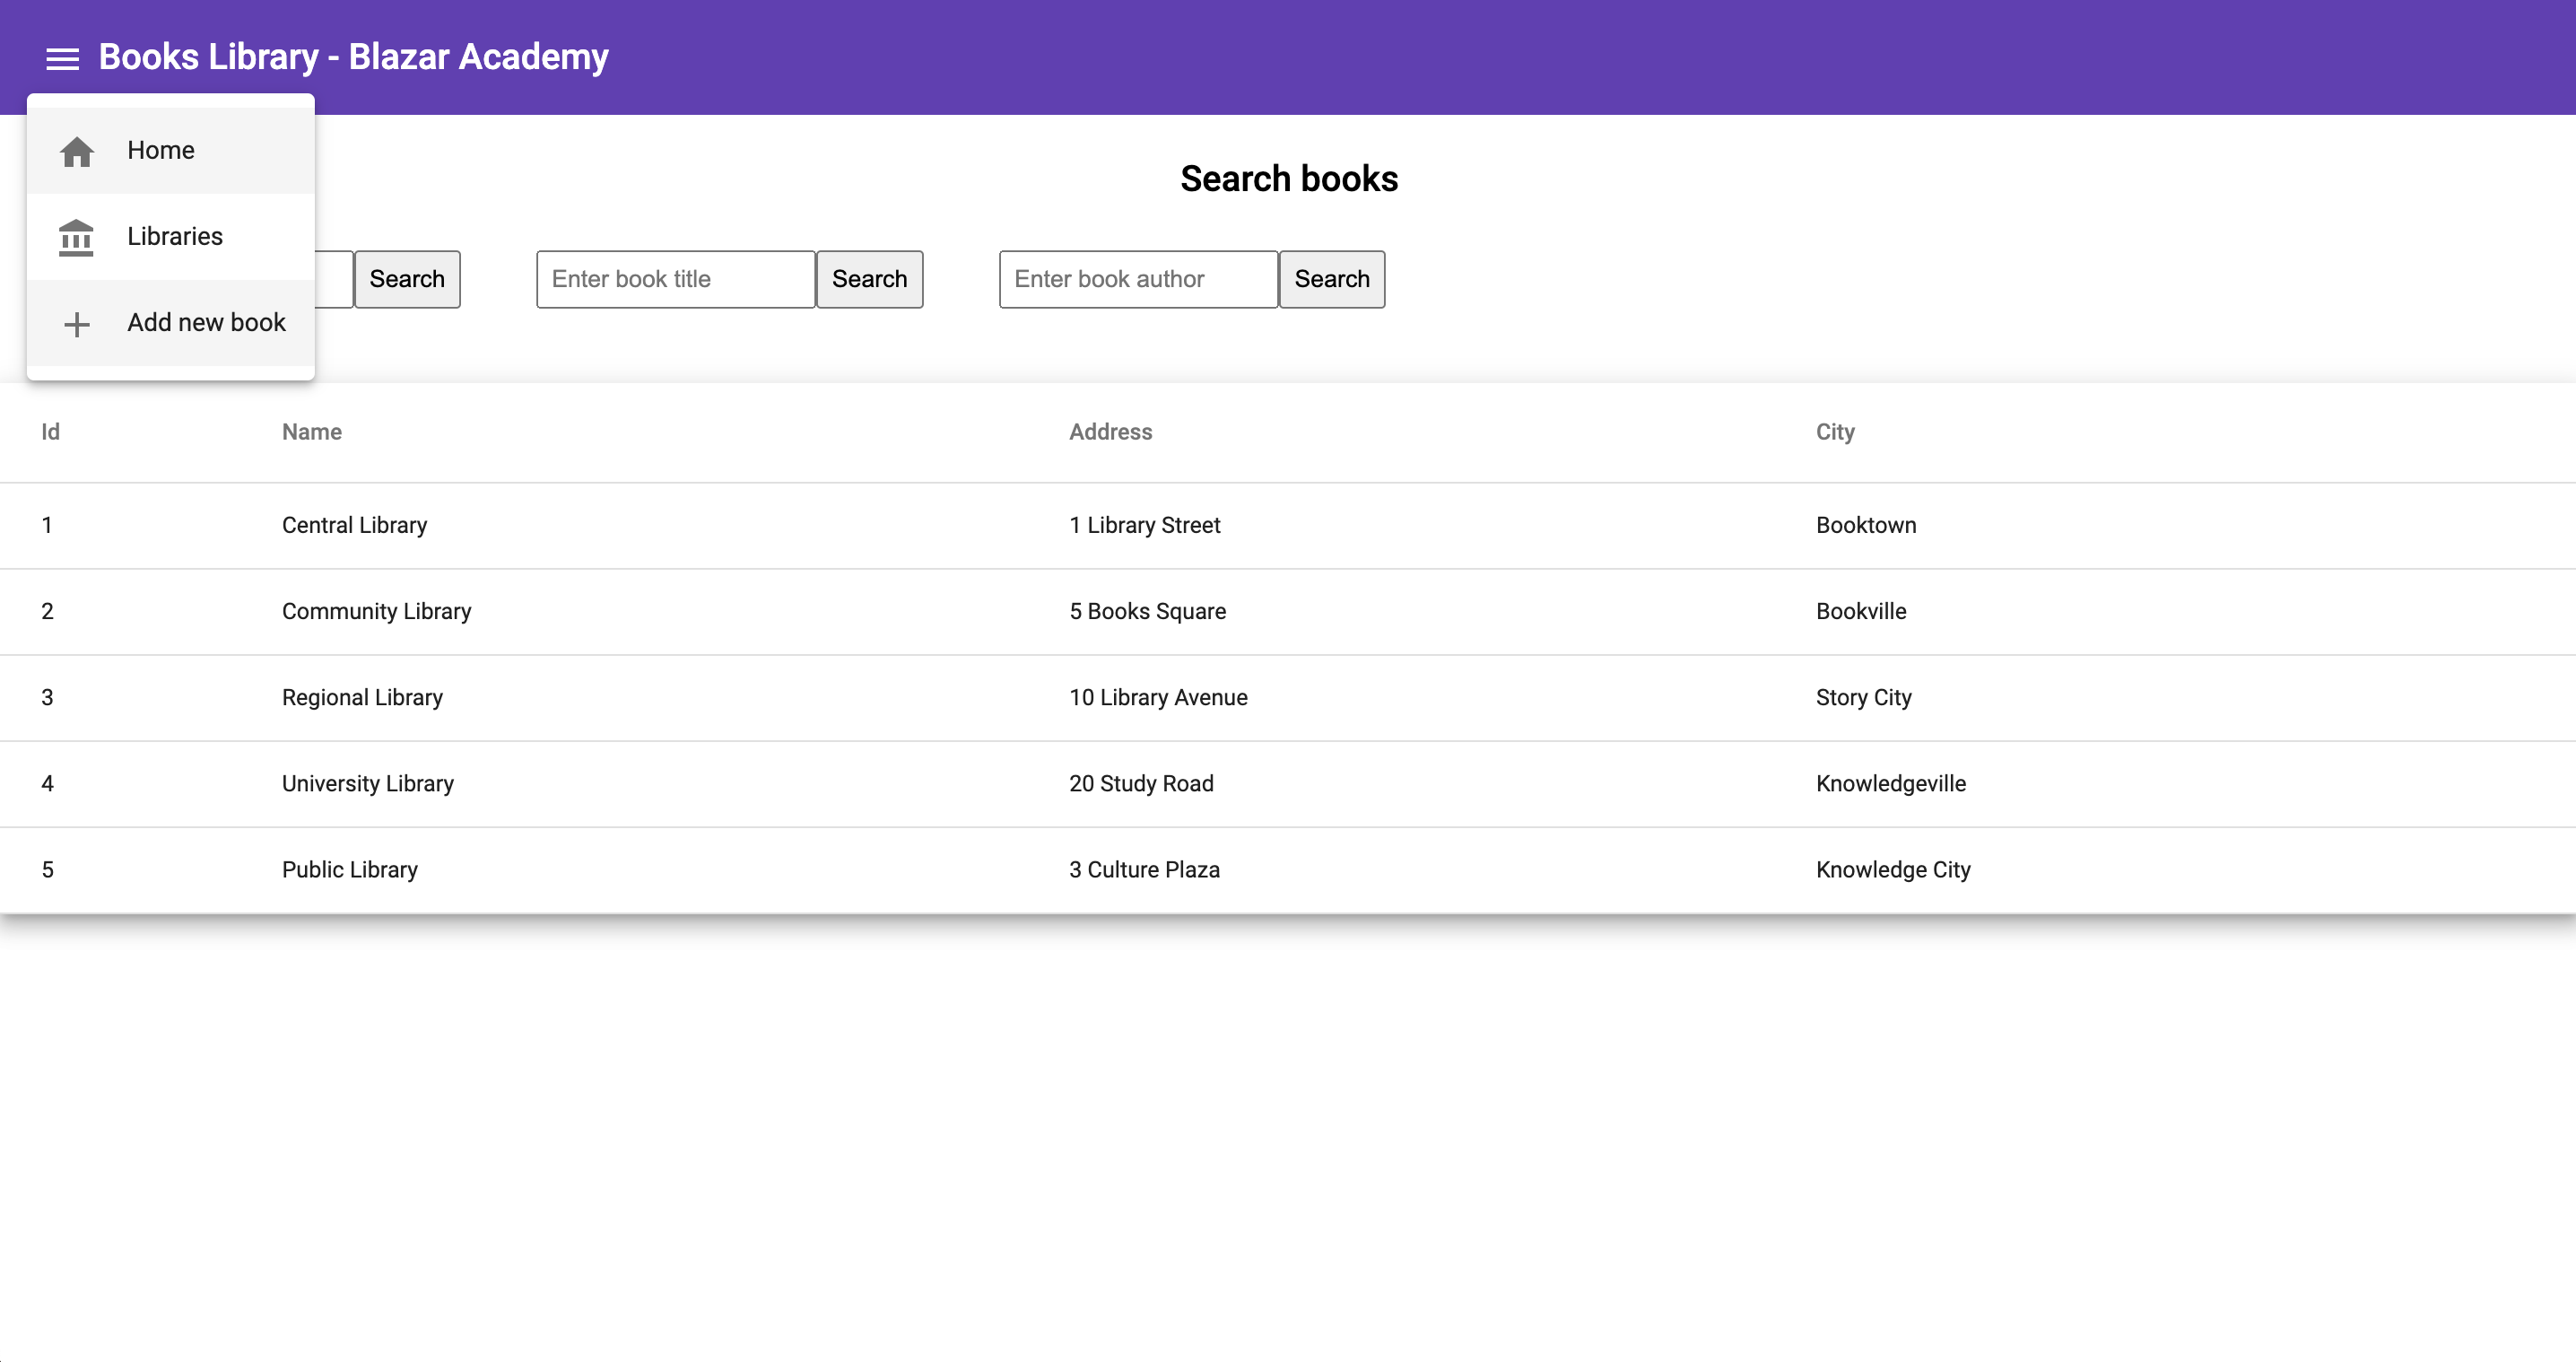 Books Library - Blazar Academy
Home
Libraries
Add new book
Search books
Search
Enter book title
Search
Enter book author
Search
Id Name Address City
1 Central Library 1 Library Street Booktown
2 Community Library 5 Books Square Bookville
3 Regional Library 10 Library Avenue Story City
4 University Library 20 Study Road Knowledgeville
5 Public Library 3 Culture Plaza Knowledge City